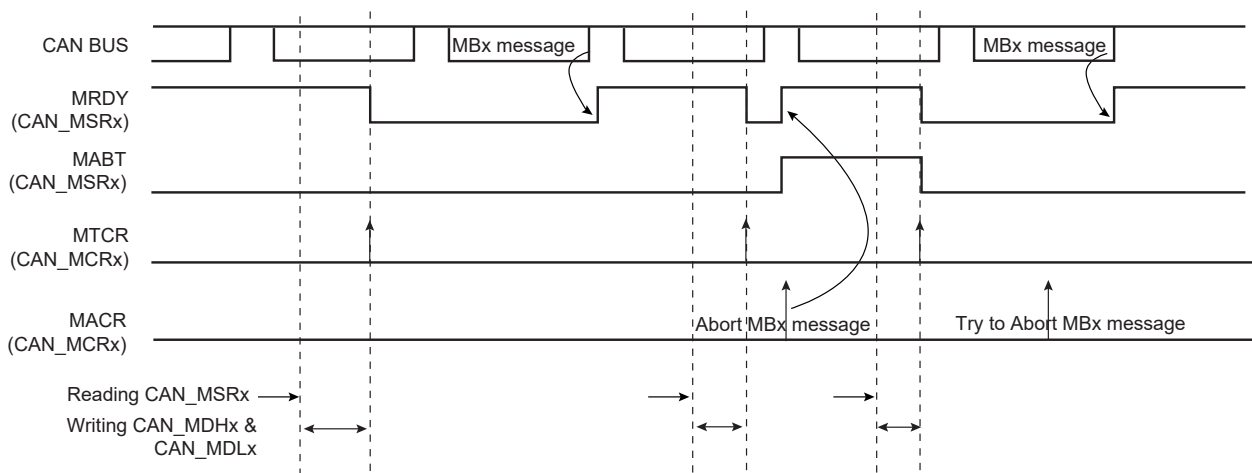 CAN BUS
MBx message
MBx message
MRDY
(CAN_MSRx)
MABT
(CAN_MSRx)
MTCR
(CAN_MCRx)
Abort MBx message
Try to Abort MBx message
MACR
(CAN_MCRx)
Reading CAN_MSRx
Writing CAN_MDHx &
CAN_MDLx